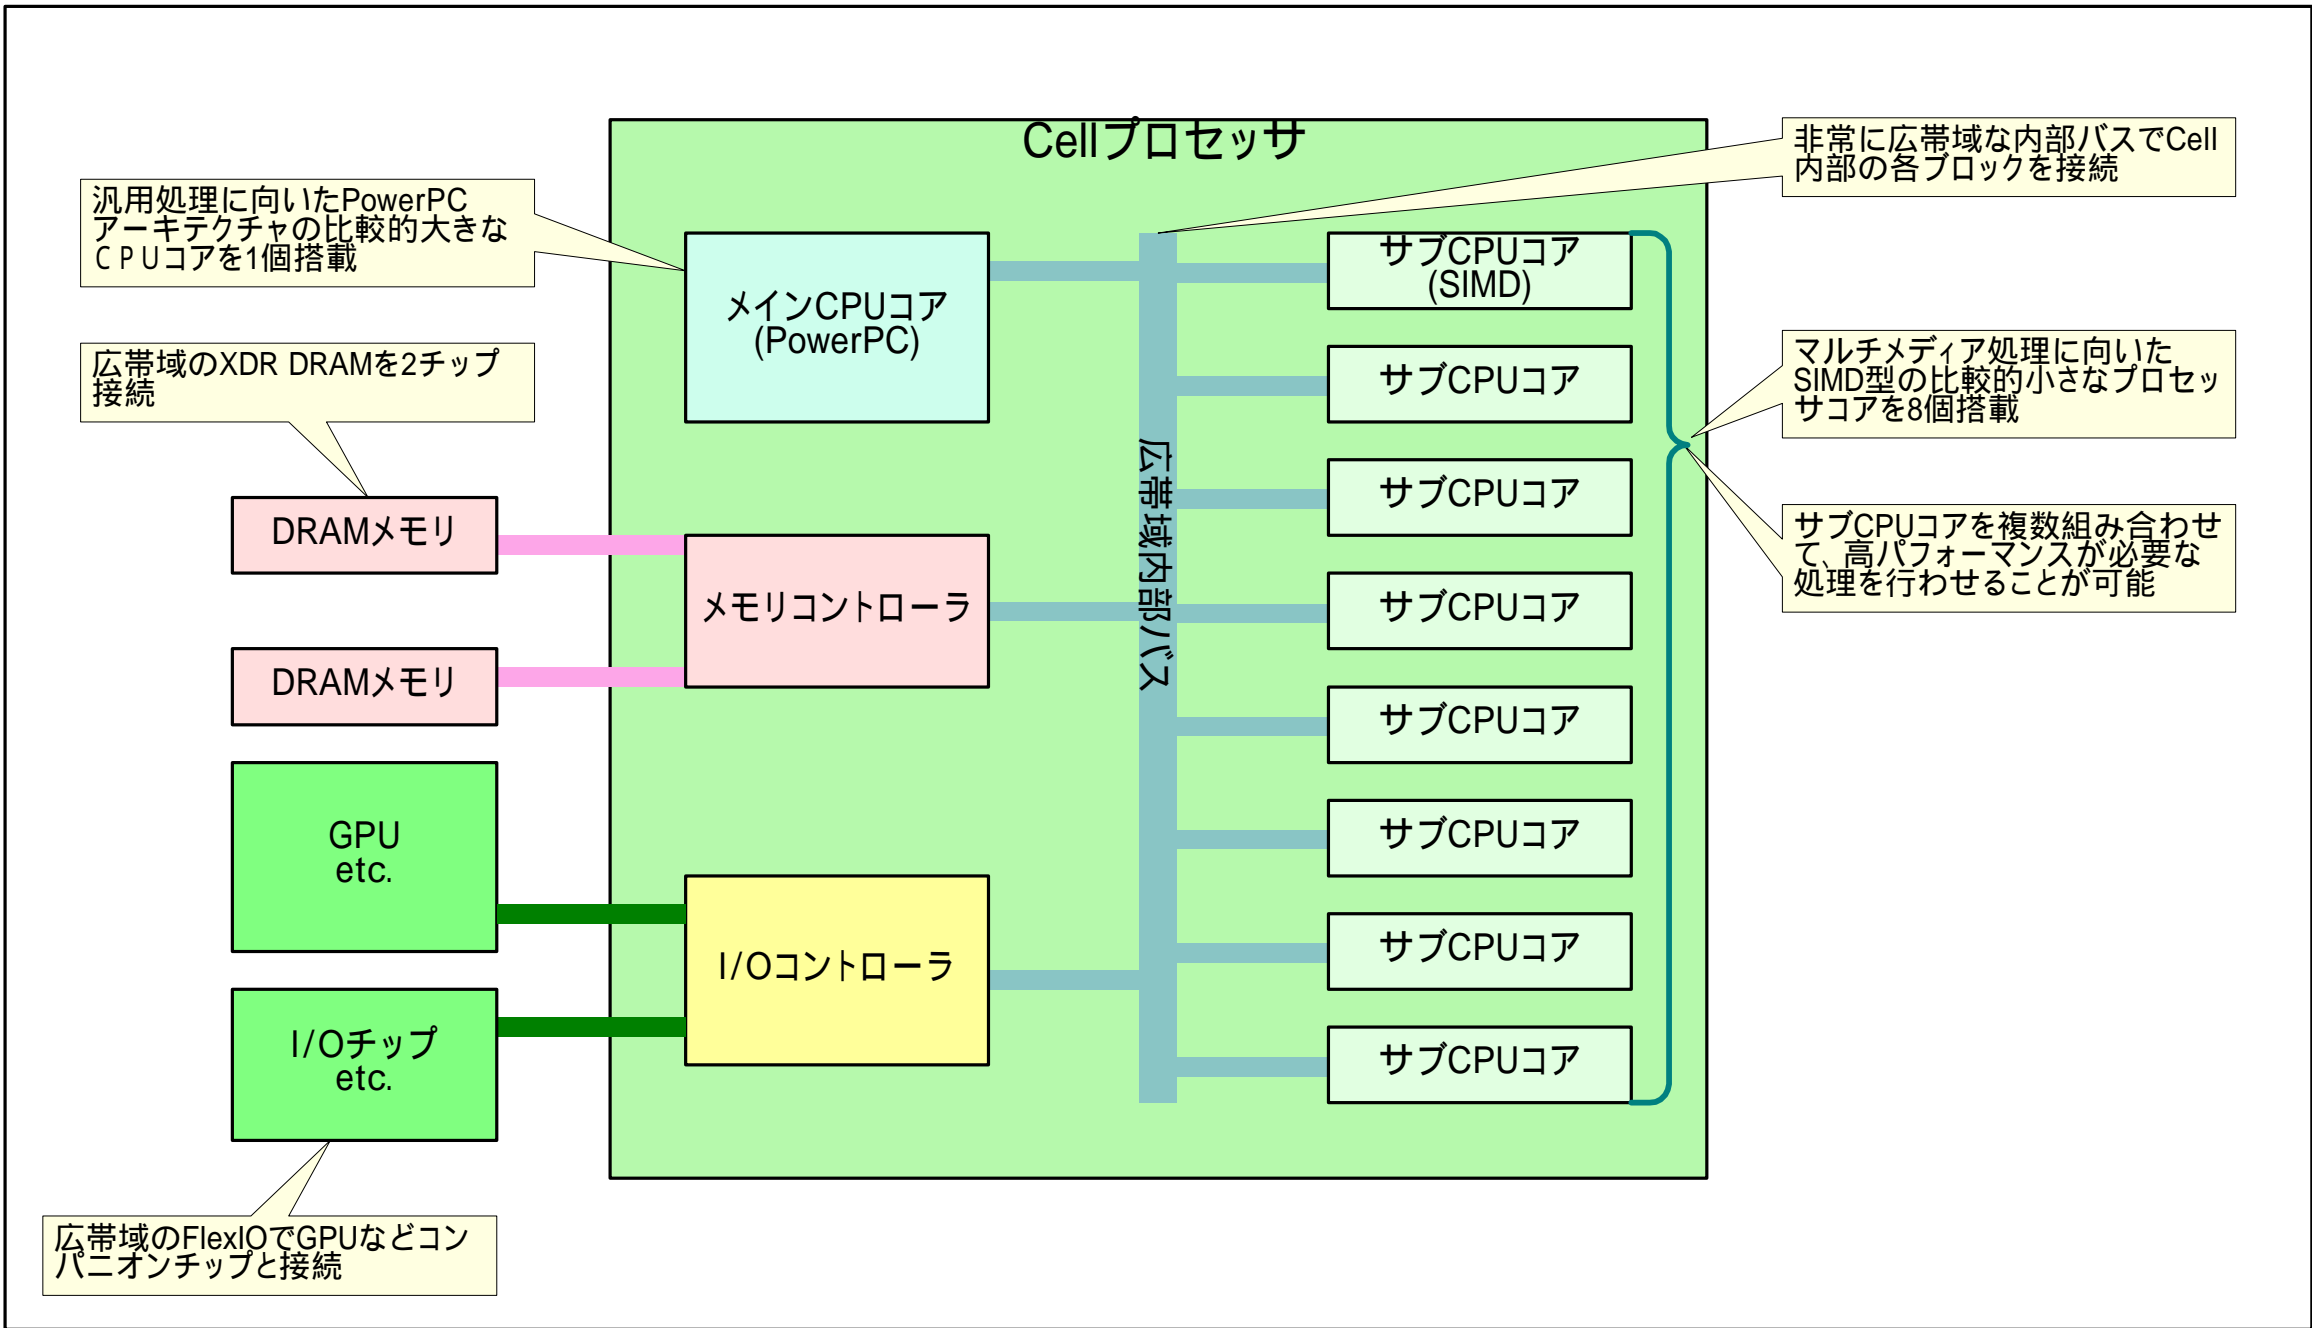 Cellプロセッサ
非常に広帯域な内部バスでCell
内部の各ブロックを接続
汎用処理に向いたPowerPC
アーキテクチャの比較的大きな
ＣＰＵコアを1個搭載
メインCPUコア
(PowerPC)
サブCPUコア
(SIMD)
広帯域のXDR DRAMを2チップ
接続
サブCPUコア
マルチメディア処理に向いた
SIMD型の比較的小さなプロセッ
サコアを8個搭載
広帯域内部バス
サブCPUコア
DRAMメモリ
サブCPUコアを複数組み合わせ
て、高パフォーマンスが必要な
処理を行わせることが可能
メモリコントローラ
サブCPUコア
DRAMメモリ
サブCPUコア
GPU
etc.
サブCPUコア
I/Oコントローラ
サブCPUコア
I/Oチップ
etc.
サブCPUコア
広帯域のFlexIOでGPUなどコン
パニオンチップと接続